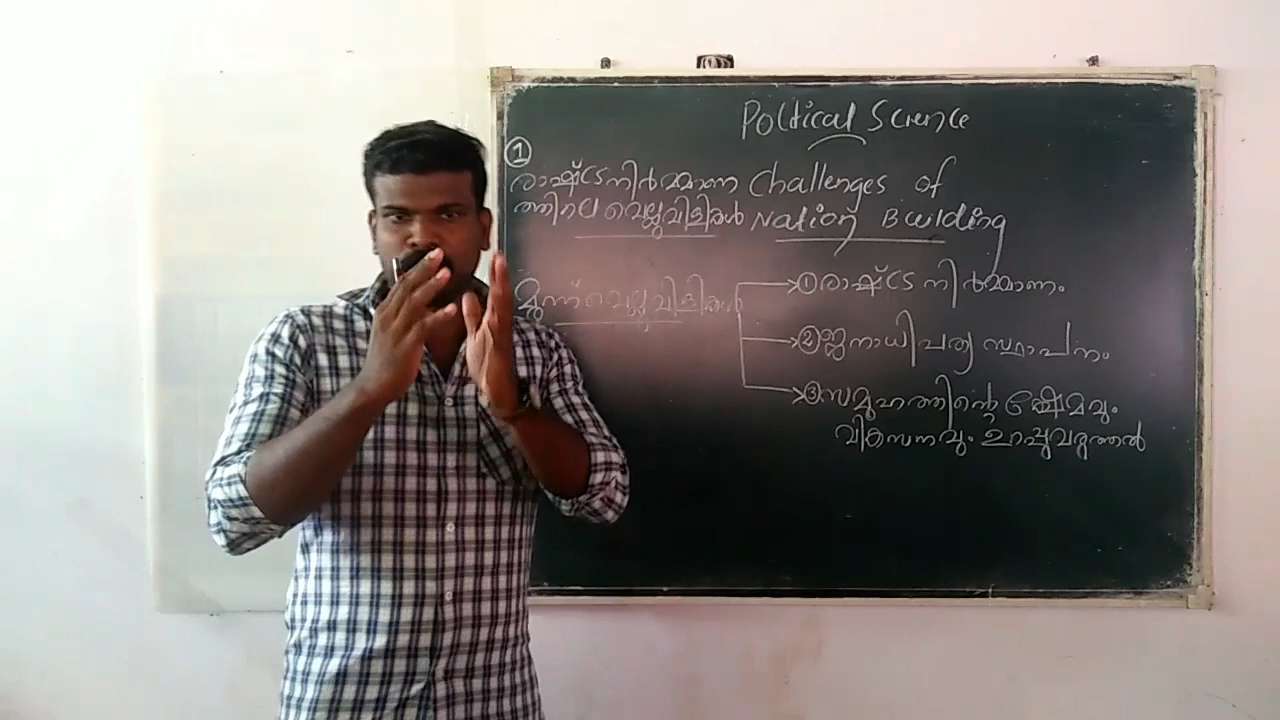 Political Science
①
രാഷ്ട്രനിർമ്മാണ Challenges of
ത്തിലെ വെല്ലുവിളികൾ Nation Building
മൂന്ന് വെല്ലുവിളികൾ
① രാഷ്ട്ര നിർമ്മാണം
② ജനാധിപത്യ സ്ഥാപനം
③ സമൂഹത്തിന്റെ ക്ഷേമവും
വികസനവും ഉറപ്പുവരുത്തൽ